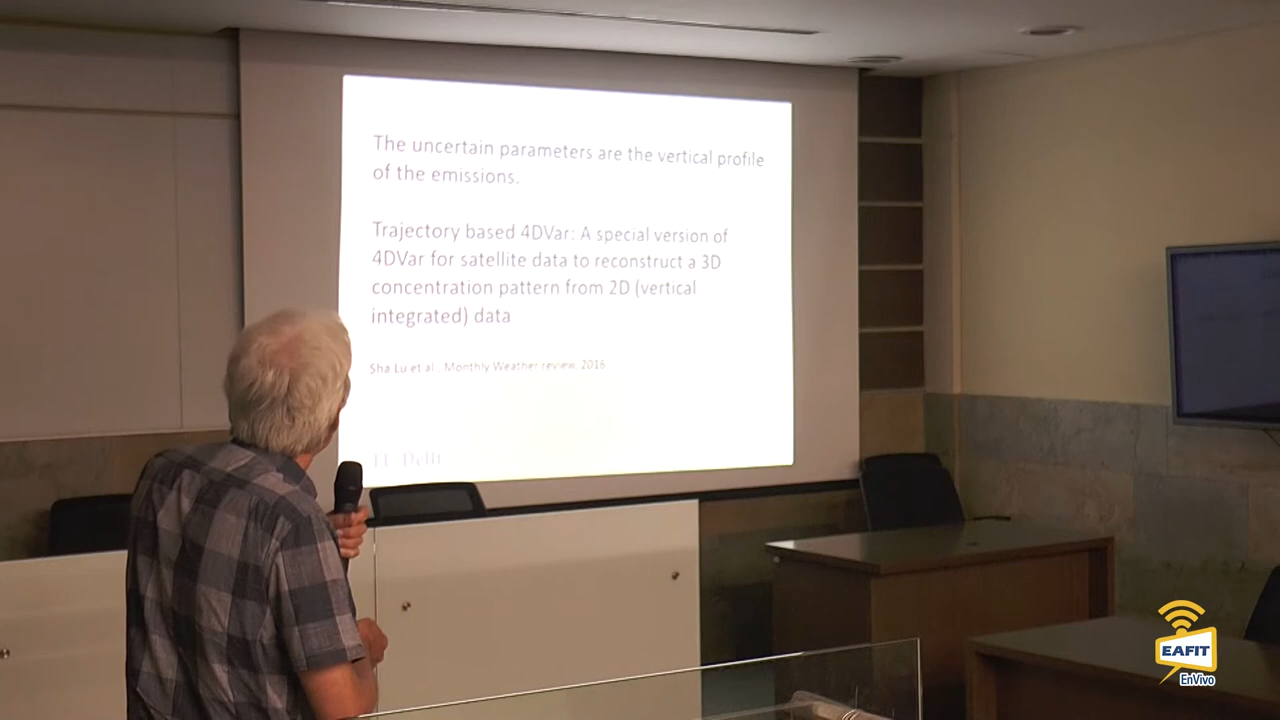 The uncertain parameters are the vertical profile
of the emissions.
Trajectory based 4DVar: A special version of
4DVar for satellite data to reconstruct a 3D
concentration pattern from 2D (vertical
integrated) data
Sha Lu et al., Monthly Weather review, 2016
TU Delft
EAFIT
EnVivo